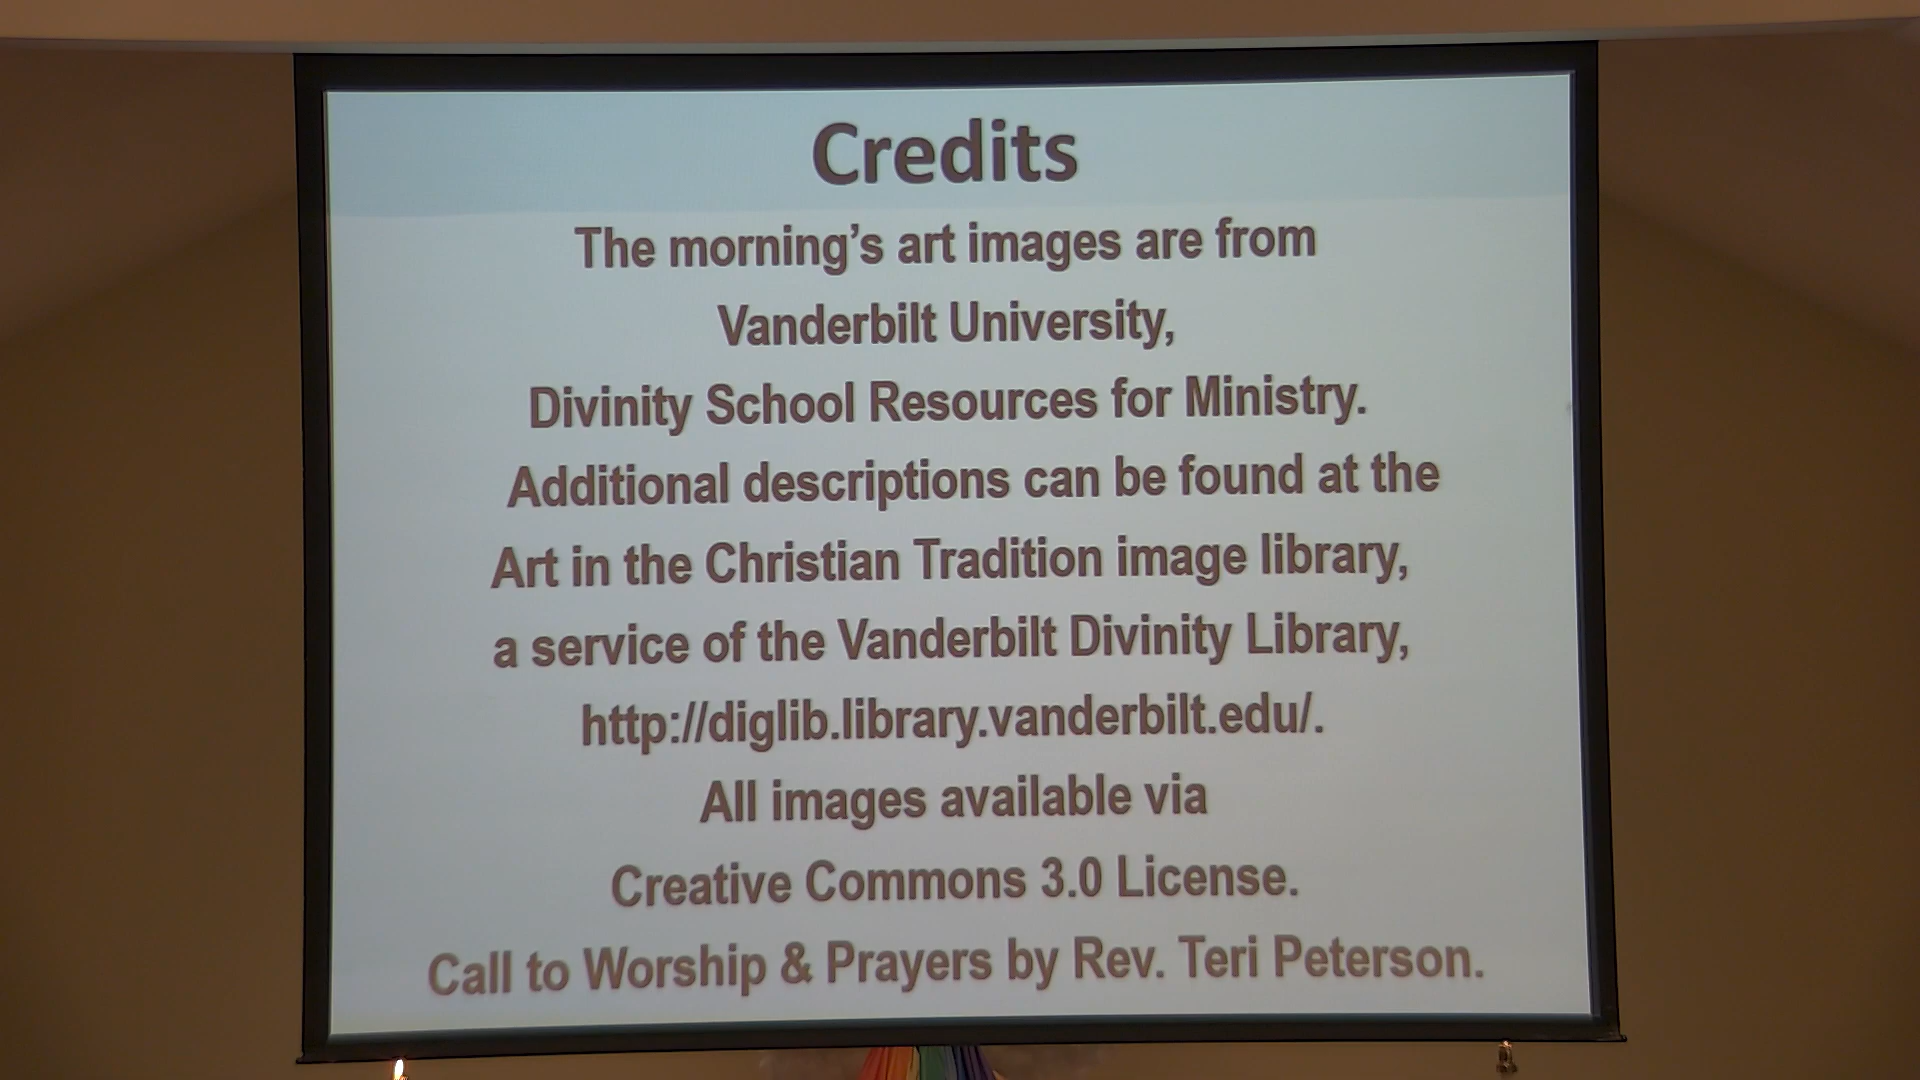 Credits
The morning’s art images are from
Vanderbilt University,
Divinity School Resources for Ministry.
Additional descriptions can be found at the
Art in the Christian Tradition image library,
a service of the Vanderbilt Divinity Library,
http://diglib.library.vanderbilt.edu/.
All images available via
Creative Commons 3.0 License.
Call to Worship & Prayers by Rev. Teri Peterson.